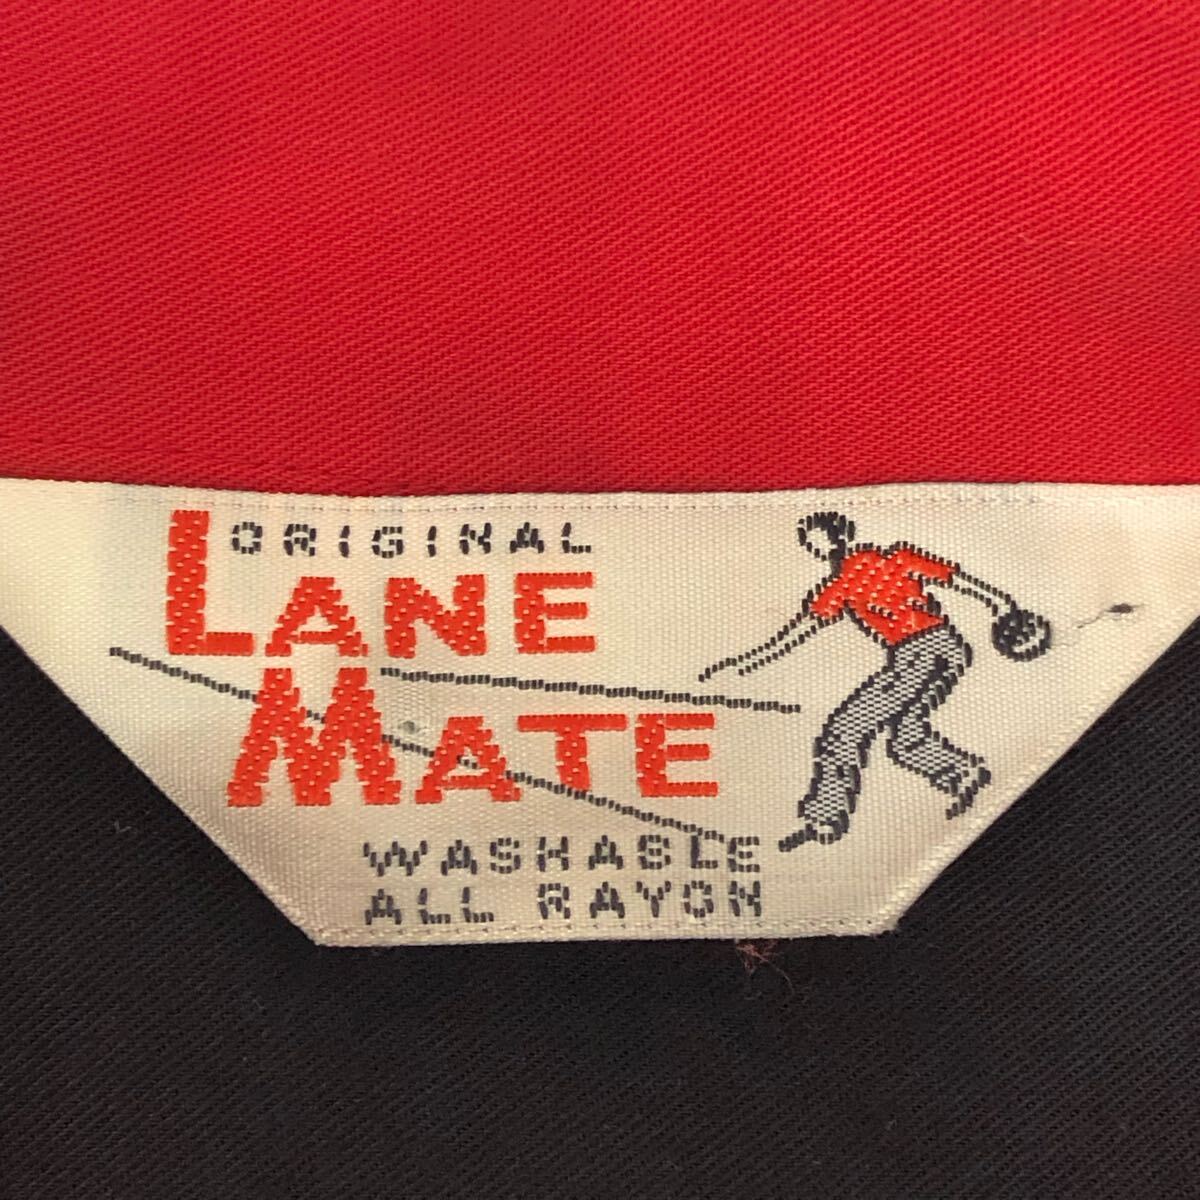 ORIGINAL
LANE
MATE
WASHABLE
ALL RAYON